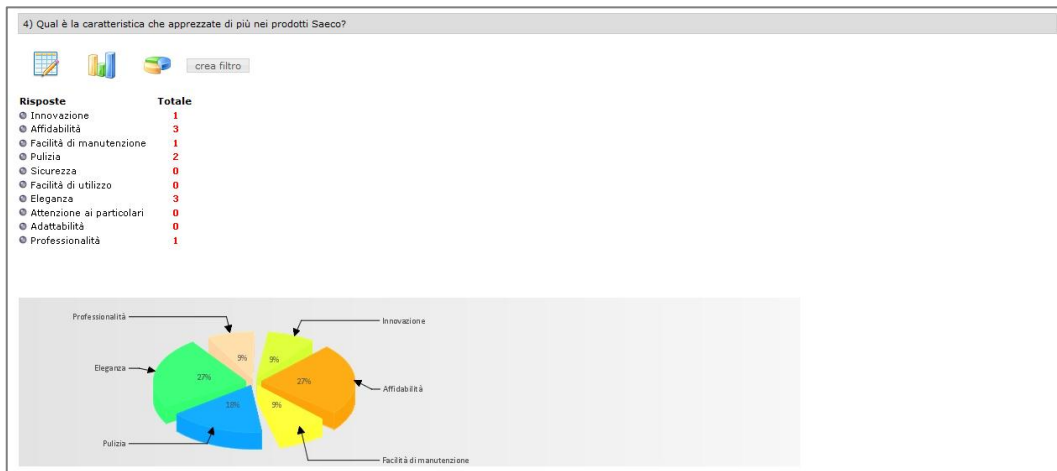 4) Qual è la caratteristica che apprezzate di più nei prodotti Saeco?
crea filtro
Risposte Totale
Innovazione 1
Affidabilità 3
Facilità di manutenzione 1
Pulizia 2
Sicurezza 0
Facilità di utilizzo 0
Eleganza 3
Attenzione ai particolari 0
Adattabilità 0
Professionalità 1
Professionalità
Innovazione
9%
9%
Eleganza
27%
27%
Affidabilità
18%
9%
Pulizia
Facilità di manutenzione